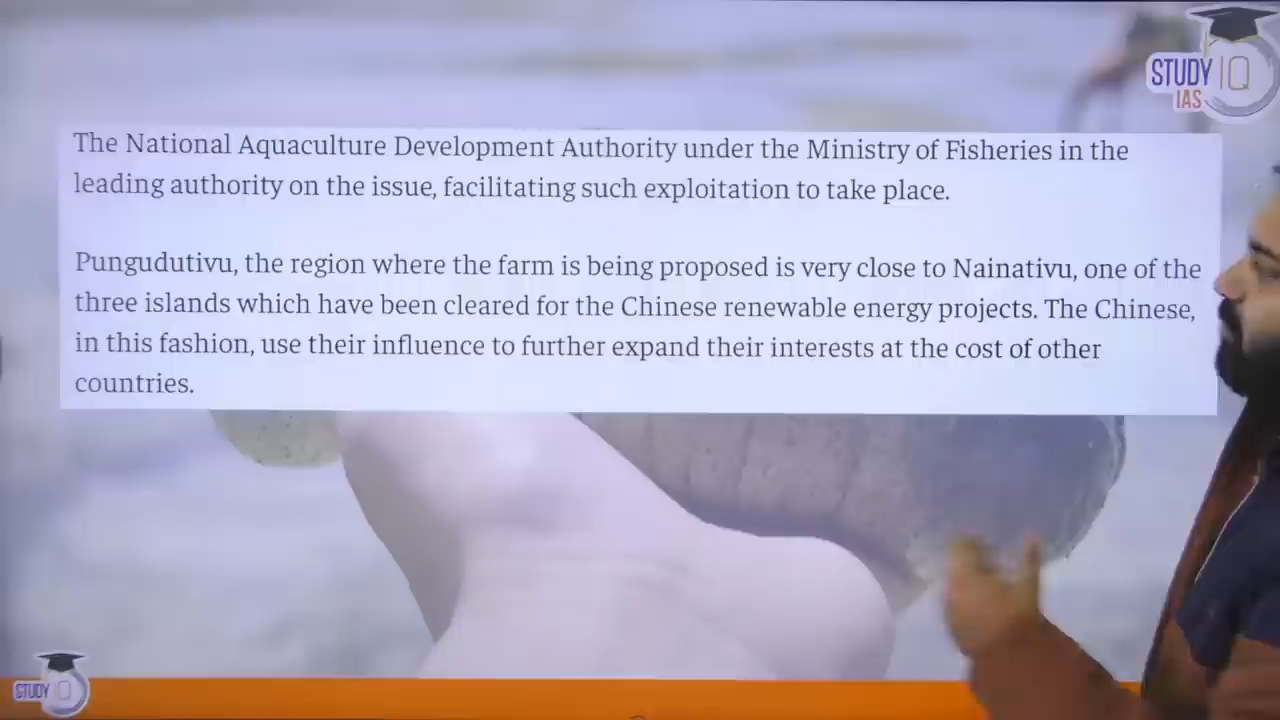 STUDY IQ
IAS
The National Aquaculture Development Authority under the Ministry of Fisheries in the
leading authority on the issue, facilitating such exploitation to take place.
Pungudutivu, the region where the farm is being proposed is very close to Nainativu, one of the
three islands which have been cleared for the Chinese renewable energy projects. The Chinese,
in this fashion, use their influence to further expand their interests at the cost of other
countries.
STUDY IQ